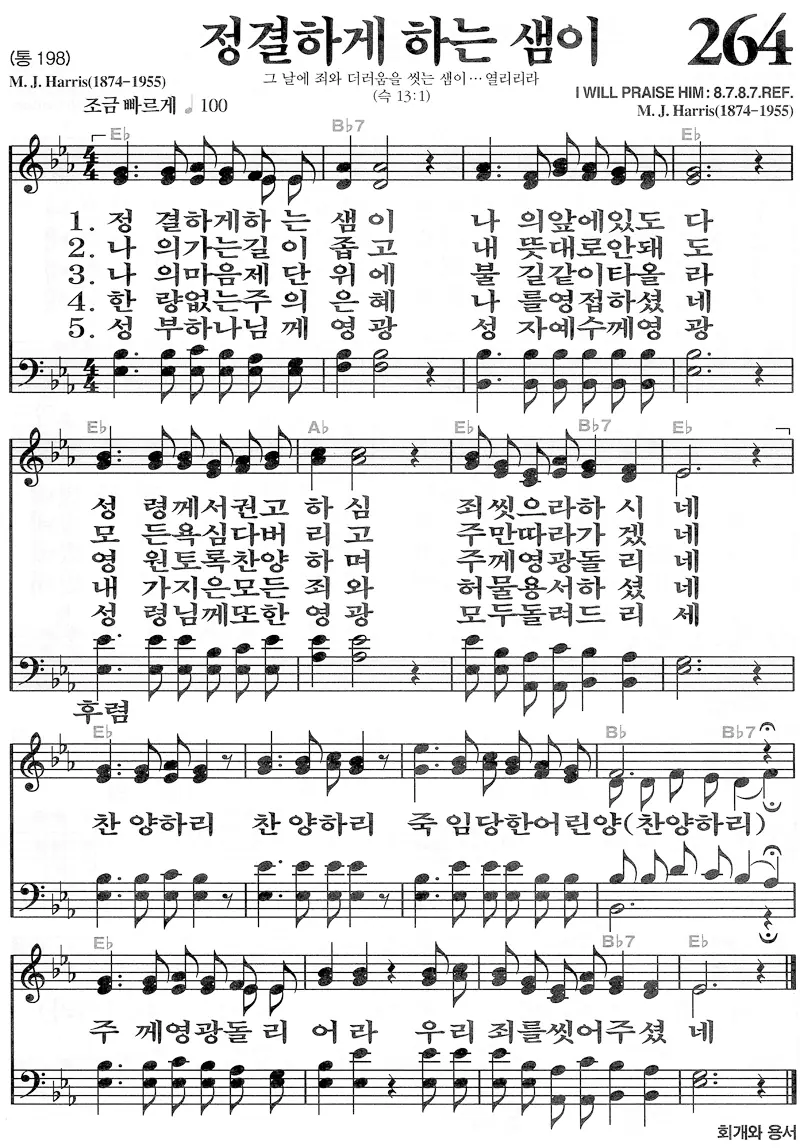 정결하게 하는 샘이
264
(통 198)
M. J. Harris(1874-1955)
그 날에 죄와 더러움을 씻는 샘이…열리리라
(슥 13:1)
I WILL PRAISE HIM : 8.7.8.7.REF.
M. J. Harris(1874-1955)
조금 빠르게 ♩ 100
E♭ B♭7 E♭
1. 정 결하게하 는 샘 이 나 의앞에있도 다
2. 나 의가는길 이 좁 고 내 뜻대로안돼 도
3. 나 의마음제 단 위 에 불 길같이타올 라
4. 한 량없는주 의 은 혜 나 를영접하셨 네
5. 성 부하나님 께 영 광 성 자예수께영 광
E♭ A♭ E♭ B♭7 E♭
성 령께서권고 하 심 죄씻으라하 시 네
모 든욕심다버 리 고 주만따라가 겠 네
영 원토록찬양 하 며 주께영광돌 리 네
내 가지은모든 죄 와 허물용서하 셨 네
성 령님께또한 영 광 모두돌려드 리 세
후렴
E♭ B♭ B♭7
찬 양하리 찬 양하리 죽 임당한어린양(찬양하리)
E♭ B♭7 E♭
주 께영광돌 리 어 라 우리 죄를씻어주셨 네
회개와 용서